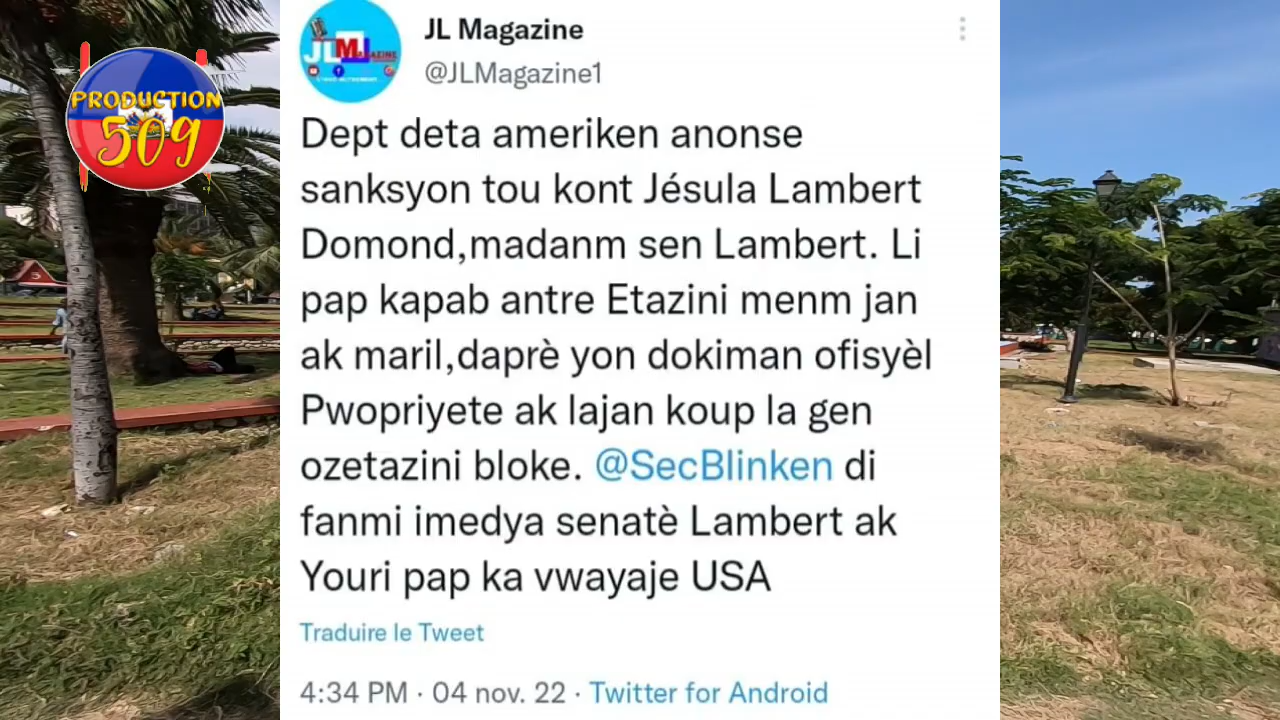 PRODUCTION
509
JL Magazine
@JLMagazine1
Dept deta ameriken anonse
sanksyon tou kont Jésula Lambert
Domond,madanm sen Lambert. Li
pap kapab antre Etazini menm jan
ak maril,daprè yon dokiman ofisyèl
Pwopriyete ak lajan koup la gen
ozetazini bloke. @SecBlinken di
fanmi imedya senatè Lambert ak
Youri pap ka vwayaje USA
Traduire le Tweet
4:34 PM · 04 nov. 22 · Twitter for Android